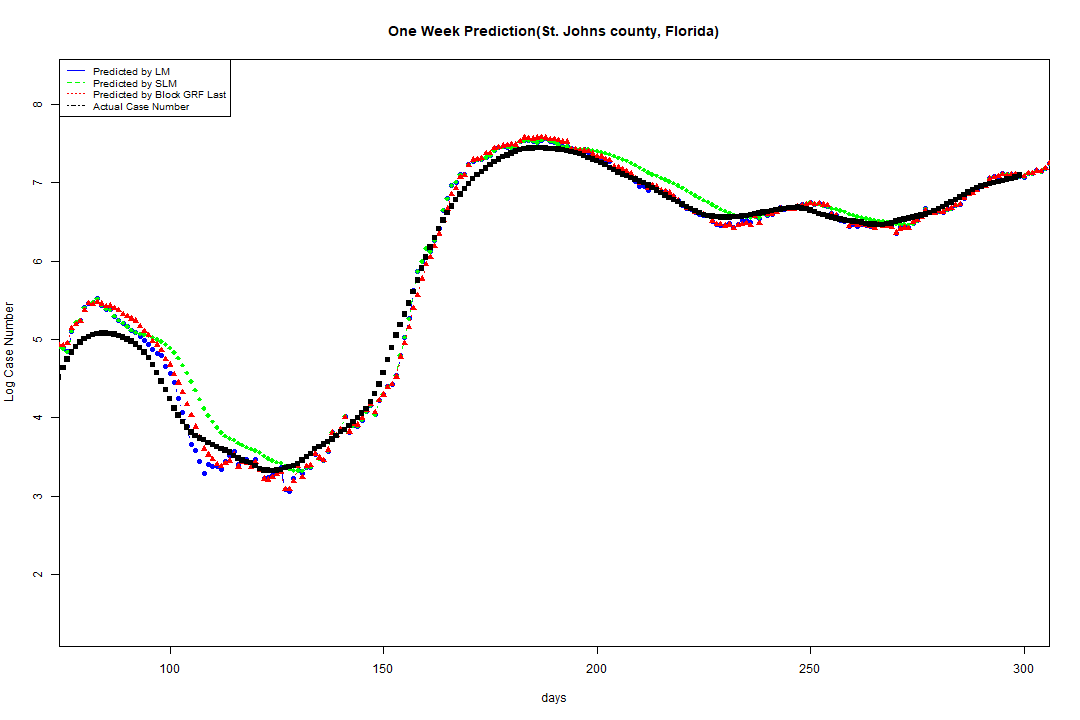 One Week Prediction(St. Johns county, Florida)
Predicted by LM
Predicted by SLM
Predicted by Block GRF Last
Actual Case Number
8
7
6
5
4
3
2
Log Case Number
100 150 200 250 300
days